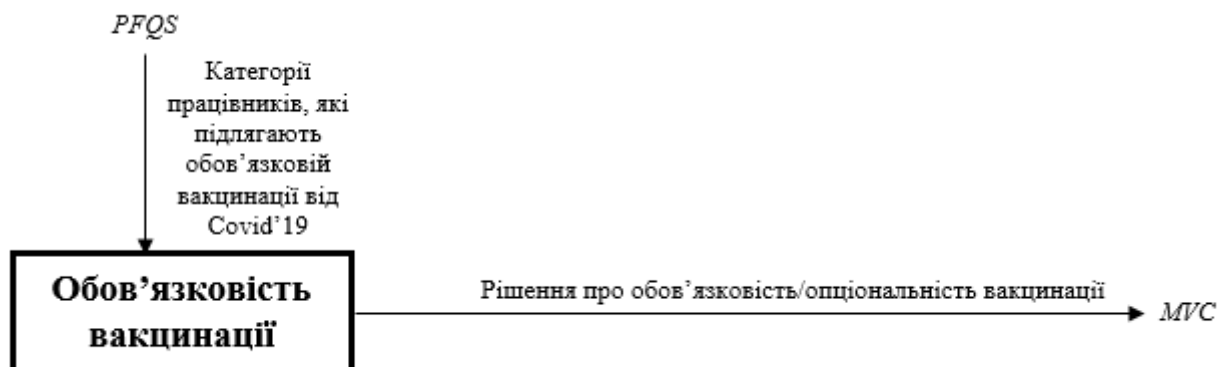 PFQS
Категорії
працівників, які
підлягають
обов’язковій
вакцинації від
Covid’19
Обов’язковість
вакцинації
Рішення про обов’язковість/опціональність вакцинації
MVC